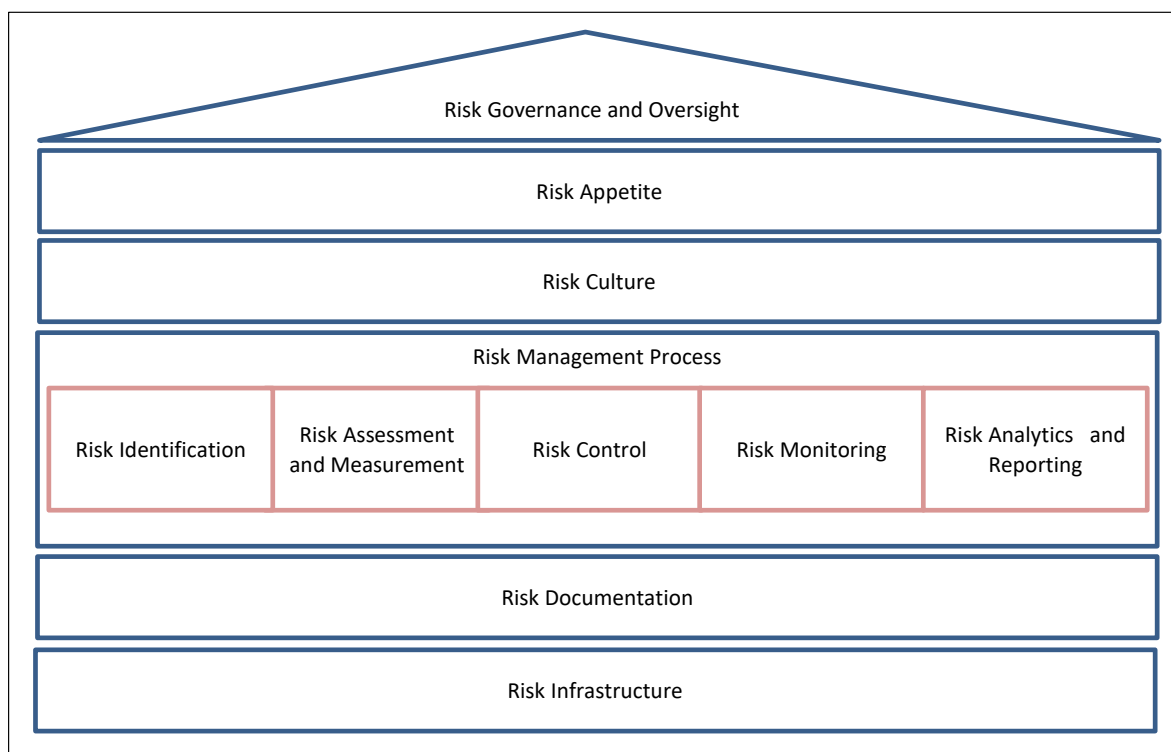 Risk Governance and Oversight
Risk Appetite
Risk Culture
Risk Management Process
Risk Identification
Risk Assessment
and Measurement
Risk Control
Risk Monitoring
Risk Analytics and
Reporting
Risk Documentation
Risk Infrastructure